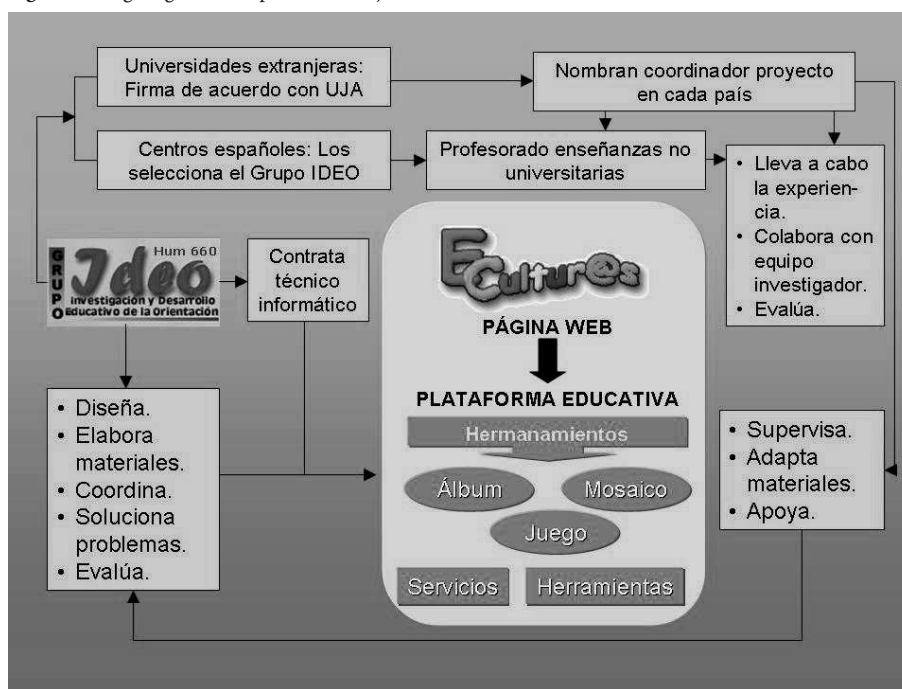 Universidades extranjeras:
Firma de acuerdo con UJA
Nombran coordinador proyecto
en cada país
Centros españoles: Los
selecciona el Grupo IDEO
Profesorado enseñanzas no
universitarias
• Lleva a cabo
la experien-
cia.
• Colabora con
equipo
investigador.
• Evalúa.
GRUPO
Hum 660
Ideo
Investigación y Desarrollo
Educativo de la Orientación
Contrata
técnico
informático
E-Cultur@s
PÁGINA WEB
PLATAFORMA EDUCATIVA
Hermanamientos
Álbum
Mosaico
Juego
Servicios
Herramientas
• Diseña.
• Elabora
materiales.
• Coordina.
• Soluciona
problemas.
• Evalúa.
• Supervisa.
• Adapta
materiales.
• Apoya.